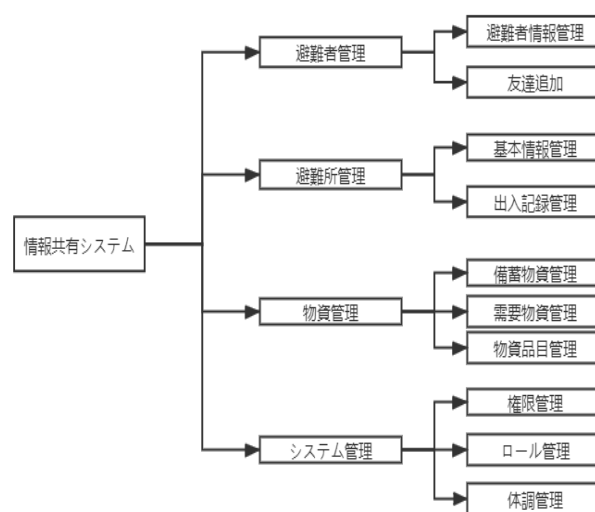 情報共有システム
避難者管理
避難者情報管理
友達追加
避難所管理
基本情報管理
出入記録管理
物資管理
備蓄物資管理
需要物資管理
物資品目管理
システム管理
権限管理
ロール管理
体調管理